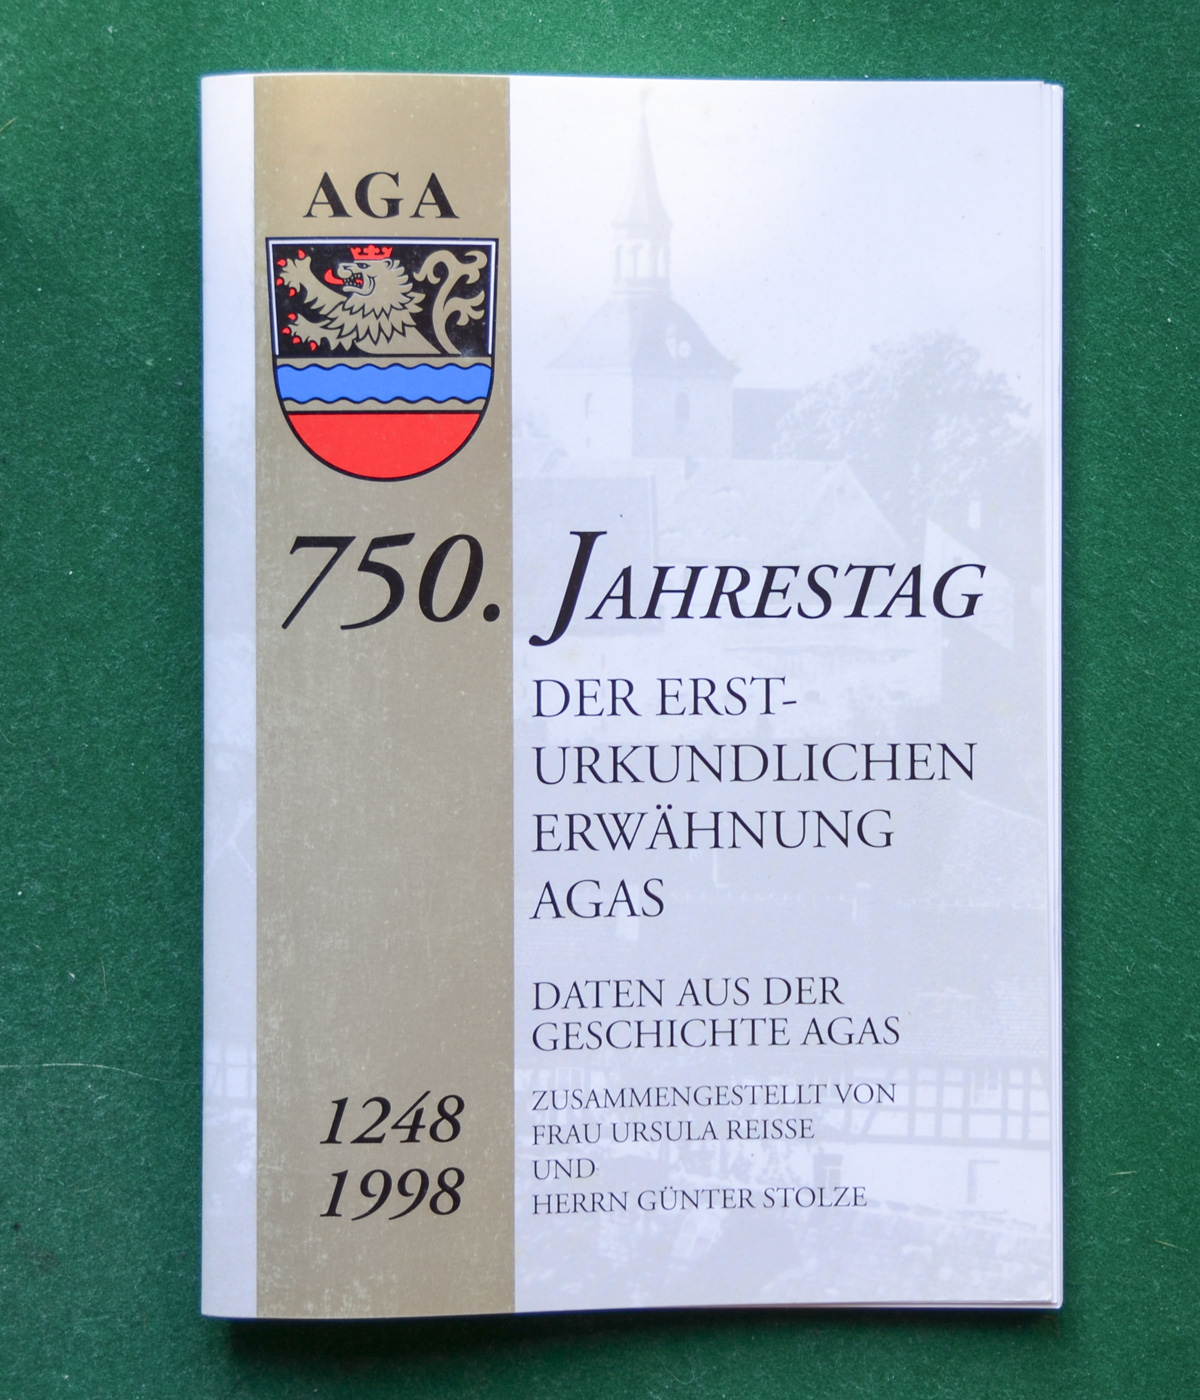 AGA
750. JAHRESTAG
DER ERST-
URKUNDLICHEN
ERWÄHNUNG
AGAS
DATEN AUS DER
GESCHICHTE AGAS
1248
1998
ZUSAMMENGESTELLT VON
FRAU URSULA REISSE
UND
HERRN GÜNTER STOLZE